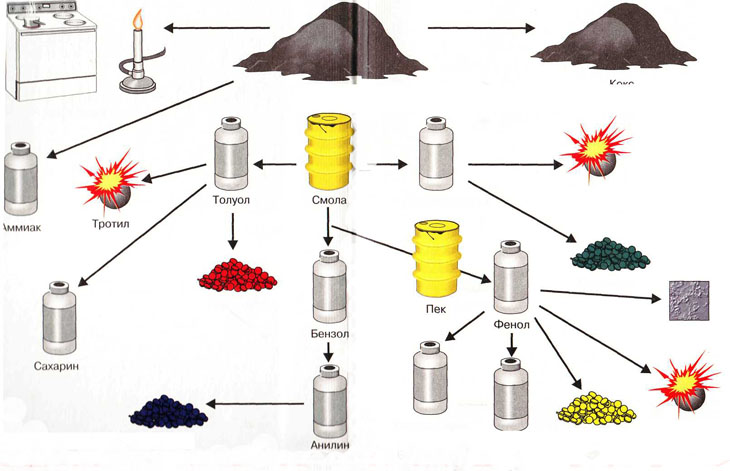 Кокс
Толуол
Смола
Аммиак
Тротил
Пек
Фенол
Бензол
Сахарин
Анилин